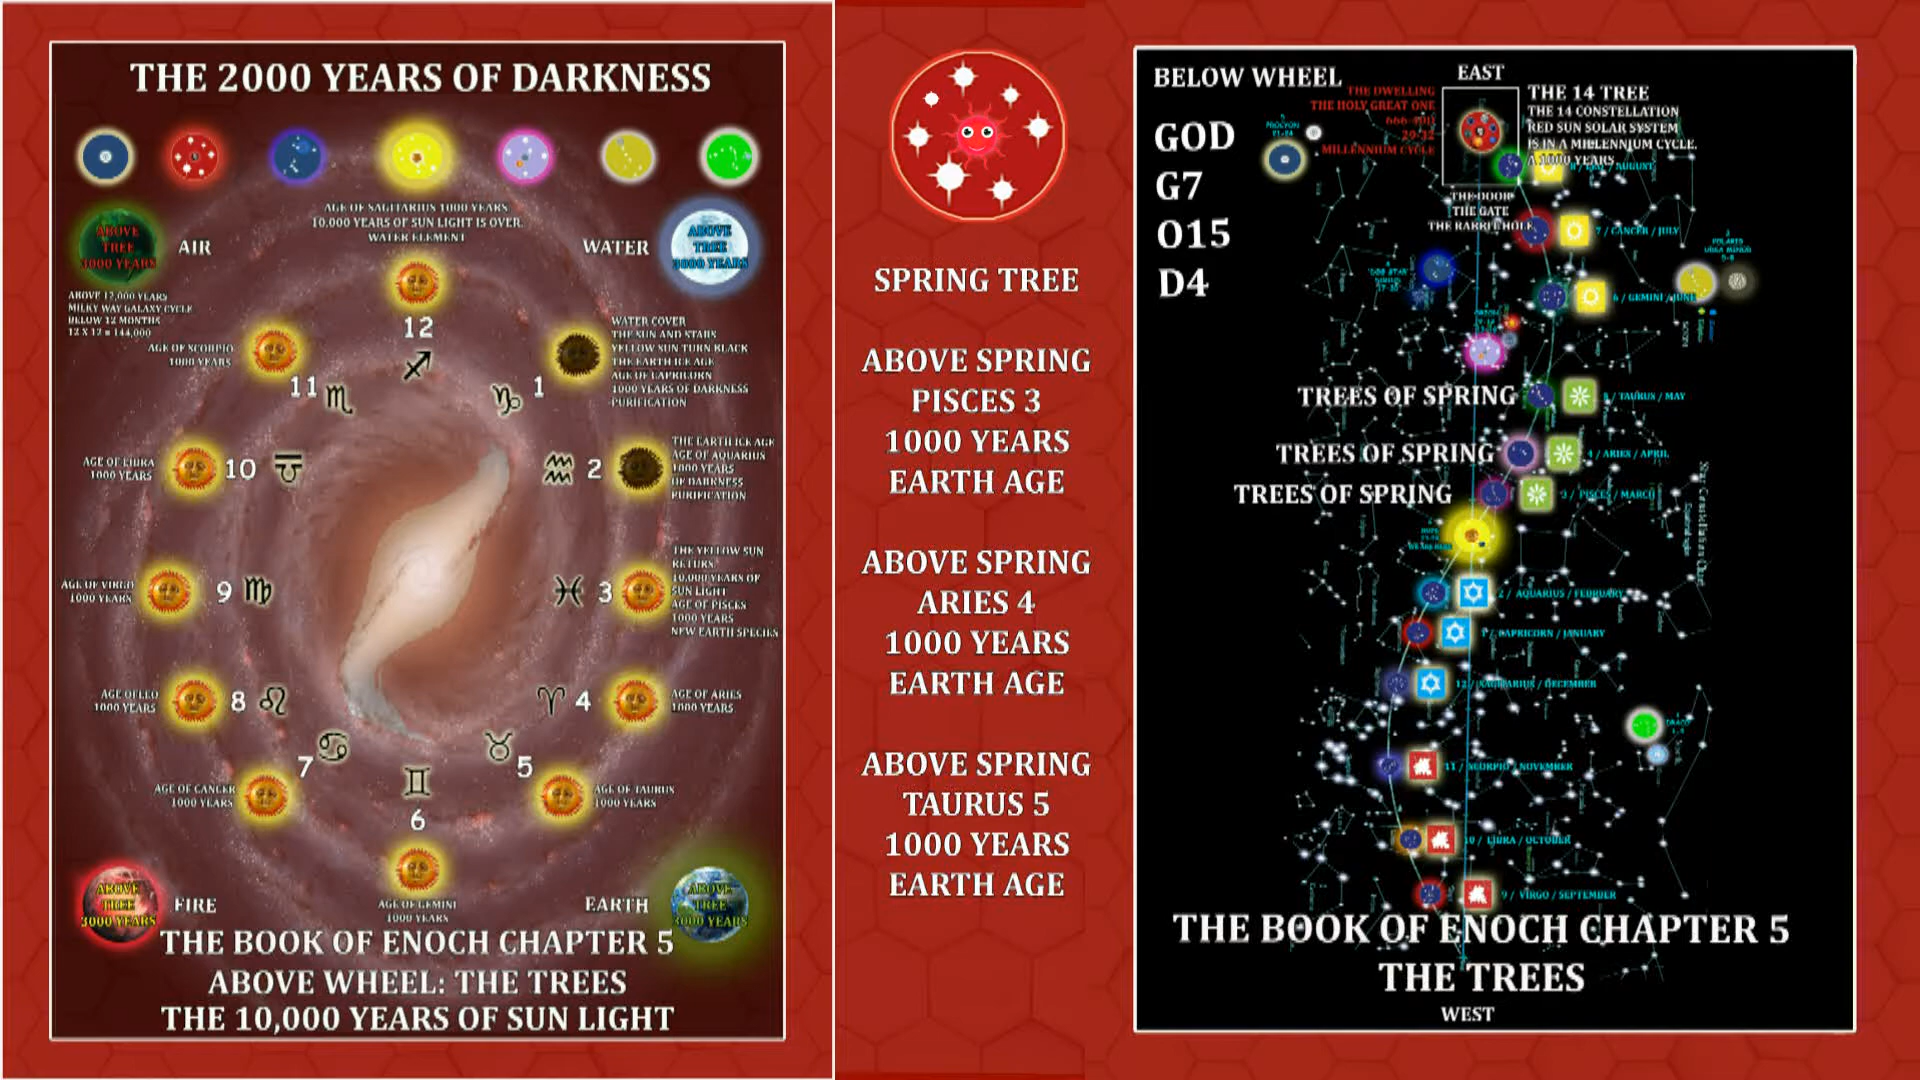 THE 2000 YEARS OF DARKNESS
AGE OF SAGITARIUS 1000 YEARS
10.000 YEARS OF SUN LIGHT IS OVER.
WATER ELEMENT
ABOVE
TREE
3000 YEARS
AIR
WATER
ABOVE
TREE
3000 YEARS
ABOVE 12,000 YEARS
MILKY WAY GALAXY CYCLE
BELOW 12 MONTHS
12 X 12 = 144,000
12
AGE OF SCORPIO
1000 YEARS
11
WATER COVER
THE SUN AND STARS
YELLOW SUN TURN BLACK
THE EARTH ICE AGE
AGE OF CAPRICORN
1000 YEARS OF DARKNESS
PURIFICATION
1
AGE OF LIBRA
1000 YEARS
10
2
THE EARTH ICE AGE
AGE OF AQUARIUS
1000 YEARS
OF DARKNESS
PURIFICATION
AGE OF VIRGO
1000 YEARS
9
3
THE YELLOW SUN
RETURN
10,000 YEARS OF
SUN LIGHT
AGE OF PISCES
1000 YEARS
NEW EARTH SPECIES
AGE OF LEO
1000 YEARS
8
4
AGE OF ARIES
1000 YEARS
7
5
AGE OF CANCER
1000 YEARS
AGE OF TAURUS
1000 YEARS
6
AGE OF GEMINI
1000 YEARS
ABOVE
TREE
3000 YEARS
FIRE
EARTH
ABOVE
TREE
3000 YEARS
THE BOOK OF ENOCH CHAPTER 5
ABOVE WHEEL: THE TREES
THE 10,000 YEARS OF SUN LIGHT
SPRING TREE
ABOVE SPRING
PISCES 3
1000 YEARS
EARTH AGE
ABOVE SPRING
ARIES 4
1000 YEARS
EARTH AGE
ABOVE SPRING
TAURUS 5
1000 YEARS
EARTH AGE
BELOW WHEEL
EAST
GOD
G7
O15
D4
THE DWELLING
THE HOLY GREAT ONE
29-32
MILLENNIUM CYCLE
THE 14 TREE
THE 14 CONSTELLATION
RED SUN SOLAR SYSTEM
IS IN A MILLENNIUM CYCLE.
A 1000 YEARS
THE DOOR
THE GATE
THE RABBIT HOLE
7 / CANCER / JULY
6 / GEMINI / JUNE
TREES OF SPRING
/ TAURUS / MAY
TREES OF SPRING
4 / ARIES / APRIL
TREES OF SPRING
3 / PISCES / MARCH
2 / AQUARIUS / FEBRUARY
1 / CAPRICORN / JANUARY
12 / SAGITARIUS / DECEMBER
11 / SCORPIO / NOVEMBER
10 / LIBRA / OCTOBER
9 / VIRGO / SEPTEMBER
THE BOOK OF ENOCH CHAPTER 5
THE TREES
WEST